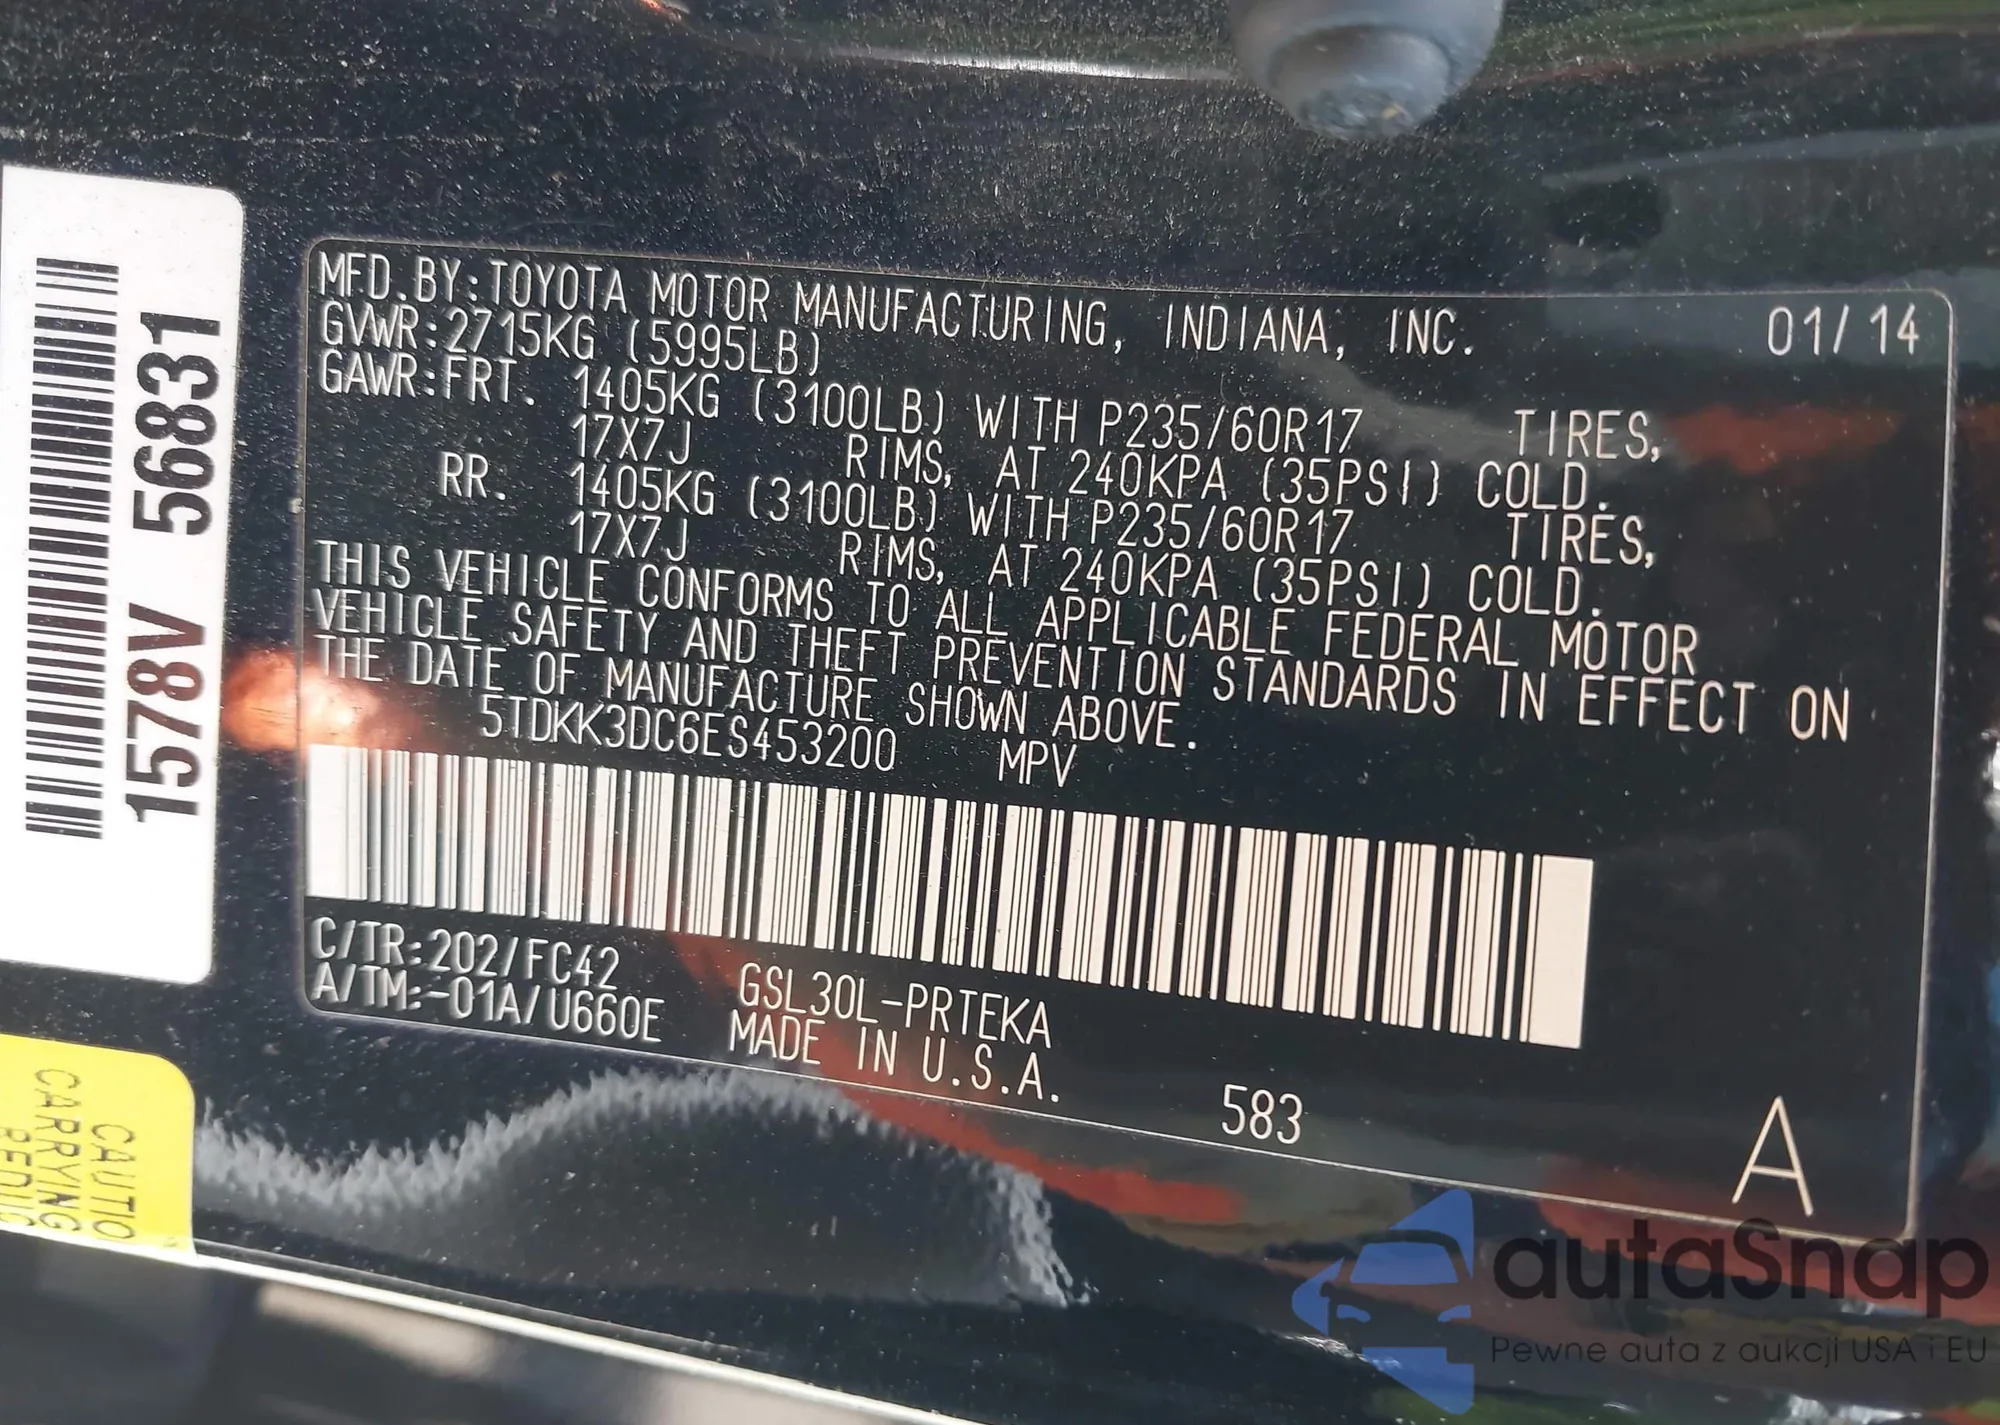 MFD.BY:TOYOTA MOTOR MANUFACTURING, INDIANA, INC. 01/14
GVWR:2715KG (5995LB)
GAWR:FRT. 1405KG (3100LB) WITH P235/60R17 TIRES,
17X7J RIMS, AT 240KPA (35PSI) COLD.
RR. 1405KG (3100LB) WITH P235/60R17 TIRES,
17X7J RIMS, AT 240KPA (35PSI) COLD.
THIS VEHICLE CONFORMS TO ALL APPLICABLE FEDERAL MOTOR
VEHICLE SAFETY AND THEFT PREVENTION STANDARDS IN EFFECT ON
THE DATE OF MANUFACTURE SHOWN ABOVE.
5TDKK3DC6ES453200 MPV
C/TR:202/FC42 GSL30L-PRTEKA
A/TM:-01A/U660E MADE IN U.S.A.
583
A
1578V 56831
CAUTIO
CARRYING
autaSnap
Pewne auta z aukcji USA i EU